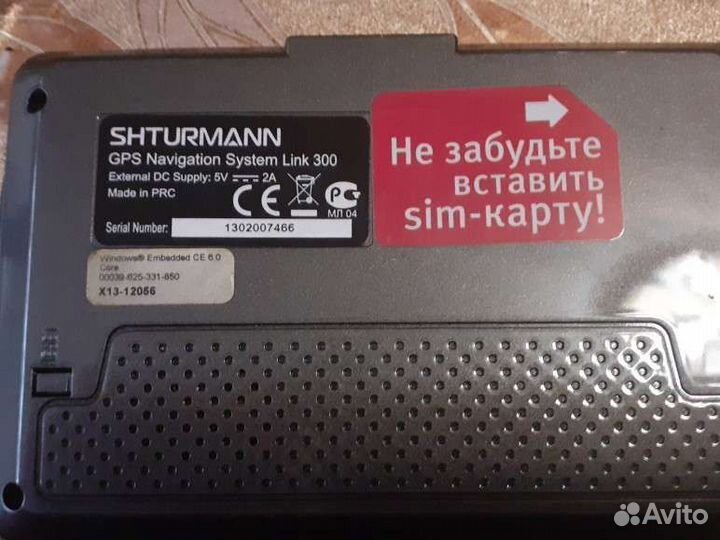 SHTURMANN
GPS Navigation System Link 300
External DC Supply: 5V 2A
Made in PRC
CE
МЛ 04
Serial Number: 1302007466
Не забудьте
вставить
sim-карту!
Windows® Embedded CE 6.0
Core
00039-625-331-850
X13-12056
Avito